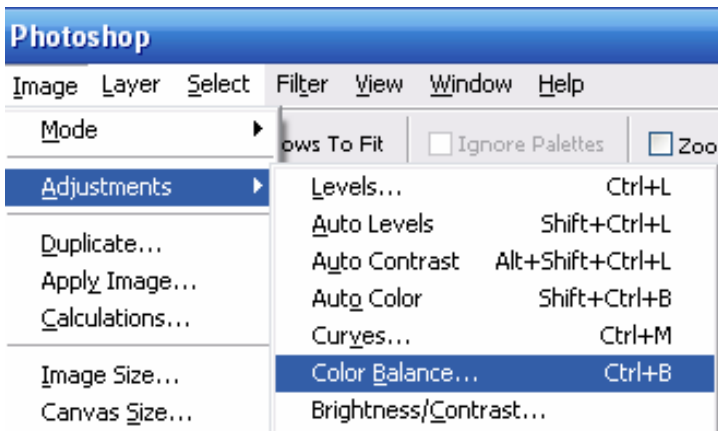 Photoshop
Image Layer Select Filter View Window Help
Mode
ows To Fit Ignore Palettes Zoo
Adjustments
Levels... Ctrl+L
Auto Levels Shift+Ctrl+L
Duplicate...
Auto Contrast Alt+Shift+Ctrl+L
Apply Image...
Auto Color Shift+Ctrl+B
Calculations...
Curves... Ctrl+M
Image Size...
Color Balance... Ctrl+B
Canvas Size...
Brightness/Contrast...